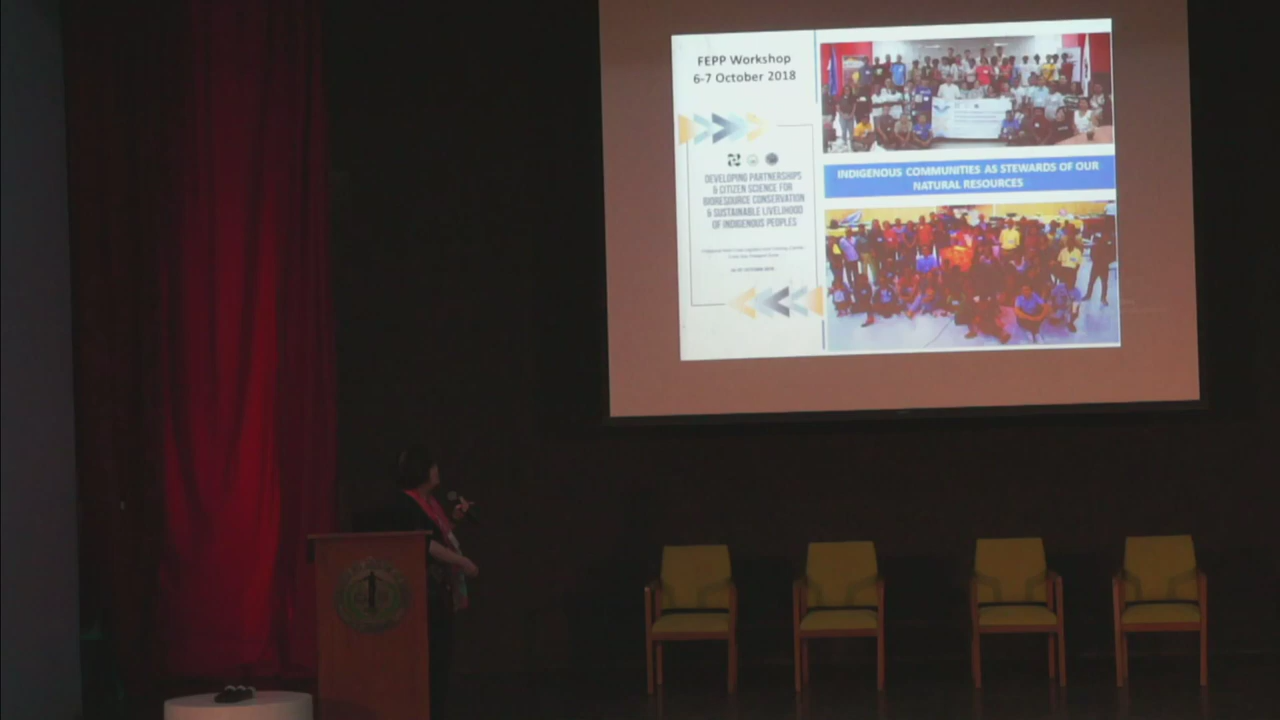 FEPP Workshop
6-7 October 2018
DEVELOPING PARTNERSHIPS
& CITIZEN SCIENCE FOR
BIORESOURCE CONSERVATION
& SUSTAINABLE LIVELIHOOD
OF INDIGENOUS PEOPLES
INDIGENOUS COMMUNITIES AS STEWARDS OF OUR
NATURAL RESOURCES